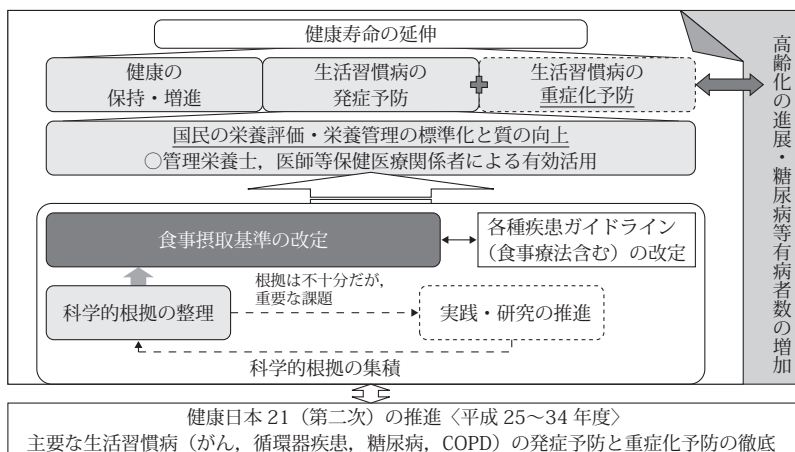 健康寿命の延伸
健康の
保持・増進
生活習慣病の
発症予防
生活習慣病の
重症化予防
国民の栄養評価・栄養管理の標準化と質の向上
○管理栄養士，医師等保健医療関係者による有効活用
食事摂取基準の改定
各種疾患ガイドライン
（食事療法含む）の改定
根拠は不十分だが，
重要な課題
科学的根拠の整理
実践・研究の推進
科学的根拠の集積
高齢化の進展・糖尿病等有病者数の増加
健康日本 21（第二次）の推進〈平成 25〜34 年度〉
主要な生活習慣病（がん，循環器疾患，糖尿病，COPD）の発症予防と重症化予防の徹底